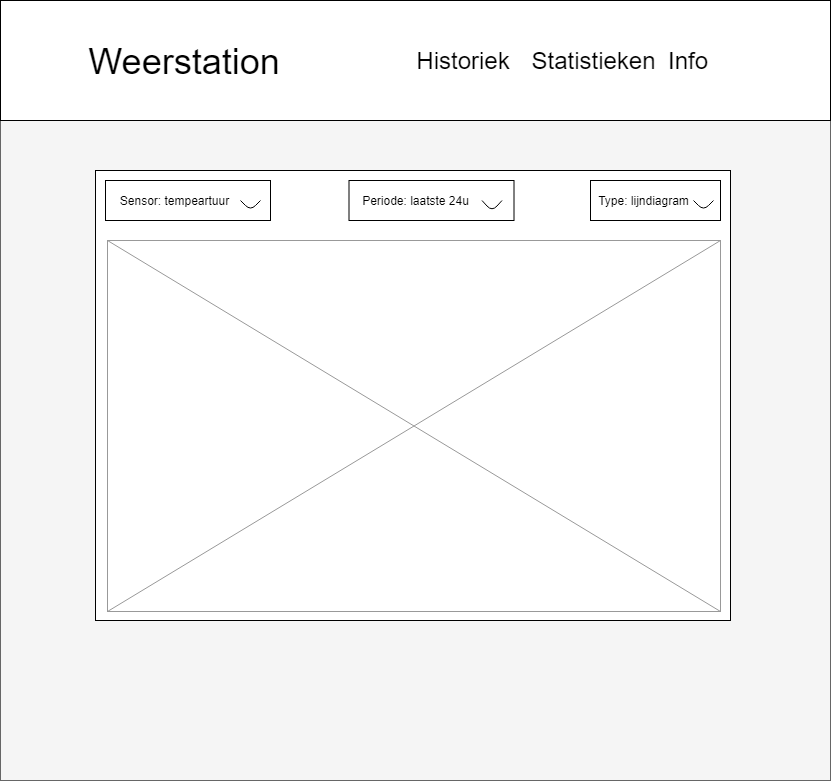 Weerstation
Historiek Statistieken Info
Sensor: tempeartuur
Periode: laatste 24u
Type: lijndiagram